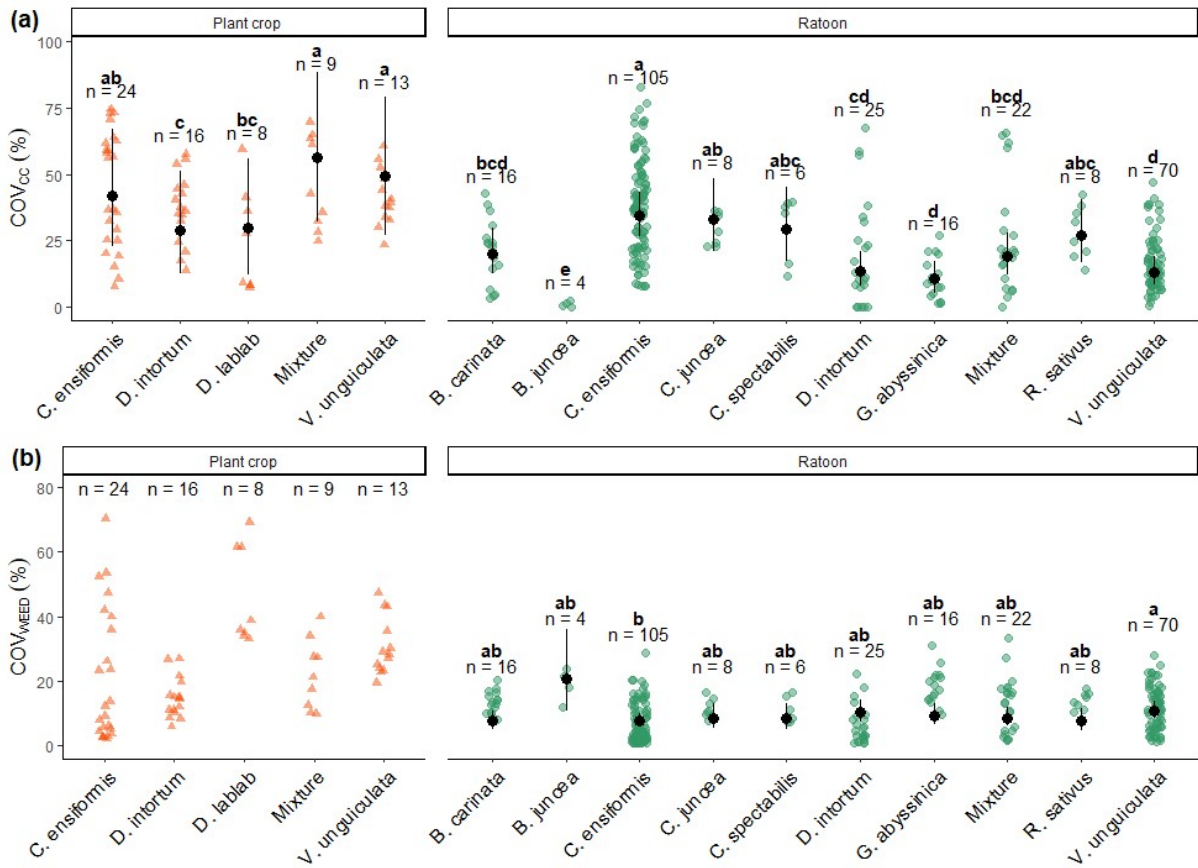 (a)
Plant crop
Ratoon
COVCC (%)
100
75
50
25
0
ab
n = 24
c
n = 16
bc
n = 8
a
n = 9
a
n = 13
bcd
n = 16
e
n = 4
a
n = 105
ab
n = 8
abc
n = 6
cd
n = 25
d
n = 16
bcd
n = 22
abc
n = 8
d
n = 70
C. ensiformis
D. intortum
D. lablab
Mixture
V. unguiculata
B. carinata
B. juncea
C. ensiformis
C. juncea
C. spectabilis
D. intortum
G. abyssinica
Mixture
R. sativus
V. unguiculata
(b)
Plant crop
Ratoon
COVWEED (%)
80
60
40
20
0
n = 24
n = 16
n = 8
n = 9
n = 13
ab
n = 16
ab
n = 4
b
n = 105
ab
n = 8
ab
n = 6
ab
n = 25
ab
n = 16
ab
n = 22
ab
n = 8
a
n = 70
C. ensiformis
D. intortum
D. lablab
Mixture
V. unguiculata
B. carinata
B. juncea
C. ensiformis
C. juncea
C. spectabilis
D. intortum
G. abyssinica
Mixture
R. sativus
V. unguiculata